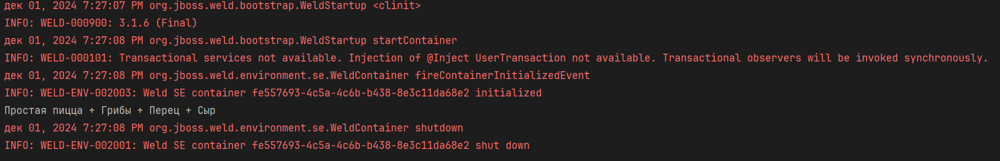 дек 01, 2024 7:27:07 PM org.jboss.weld.bootstrap.WeldStartup <clinit>
INFO: WELD-000900: 3.1.6 (Final)
дек 01, 2024 7:27:08 PM org.jboss.weld.bootstrap.WeldStartup startContainer
INFO: WELD-000101: Transactional services not available. Injection of @Inject UserTransaction not available. Transactional observers will be invoked synchronously.
дек 01, 2024 7:27:08 PM org.jboss.weld.environment.se.WeldContainer fireContainerInitializedEvent
INFO: WELD-ENV-002003: Weld SE container fe557693-4c5a-4c6b-b438-8e3c11da68e2 initialized
Простая пицца + Грибы + Перец + Сыр
дек 01, 2024 7:27:08 PM org.jboss.weld.environment.se.WeldContainer shutdown
INFO: WELD-ENV-002001: Weld SE container fe557693-4c5a-4c6b-b438-8e3c11da68e2 shut down